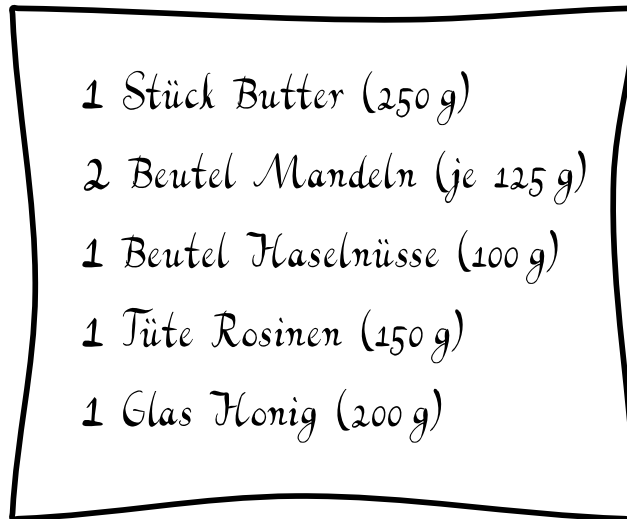 1 Stück Butter (250 g)
2 Beutel Mandeln (je 125 g)
1 Beutel Haselnüsse (100 g)
1 Tüte Rosinen (150 g)
1 Glas Honig (200 g)